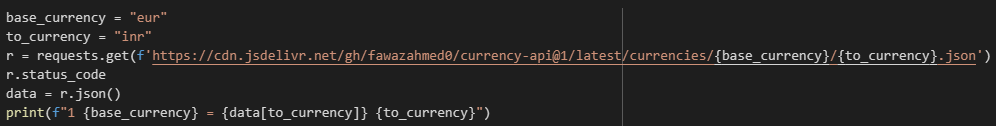 base_currency = "eur"
to_currency = "inr"
r = requests.get(f'https://cdn.jsdelivr.net/gh/fawazahmed0/currency-api@1/latest/currencies/{base_currency}/{to_currency}.json')
r.status_code
data = r.json()
print(f"1 {base_currency} = {data[to_currency]} {to_currency}")